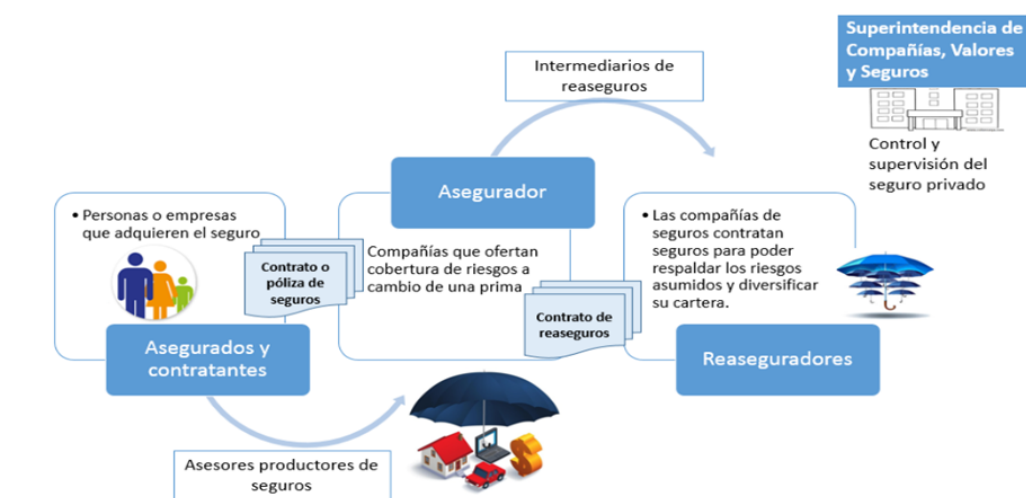 Superintendencia de
Compañías, Valores
y Seguros
Control y
supervisión del
seguro privado
Intermediarios de
reaseguros
Asegurador
• Personas o empresas
que adquieren el seguro
Contrato o
póliza de
seguros
Compañías que ofertan
cobertura de riesgos a
cambio de una prima
Contrato de
reaseguros
• Las compañías de
seguros contratan
seguros para poder
respaldar los riesgos
asumidos y diversificar
su cartera.
Asegurados y
contratantes
Reaseguradores
Asesores productores de
seguros